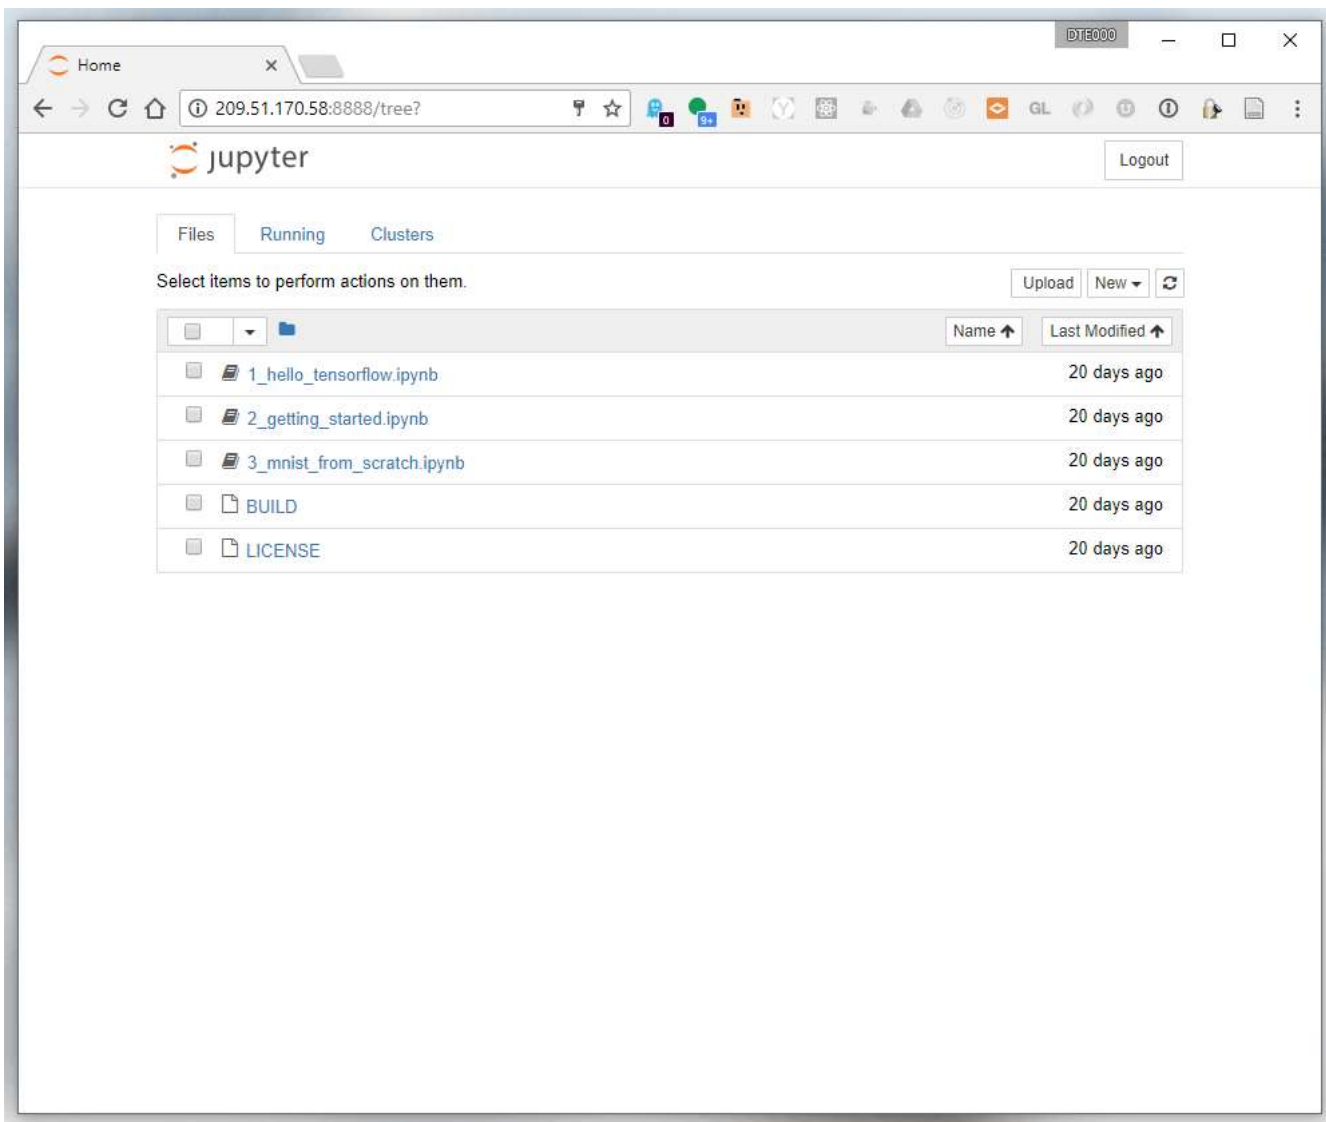 DTE000
Home
209.51.170.58:8888/tree?
0
9+
GL
jupyter
Logout
Files Running Clusters
Select items to perform actions on them.
Upload New
Name Last Modified
1_hello_tensorflow.ipynb 20 days ago
2_getting_started.ipynb 20 days ago
3_mnist_from_scratch.ipynb 20 days ago
BUILD 20 days ago
LICENSE 20 days ago